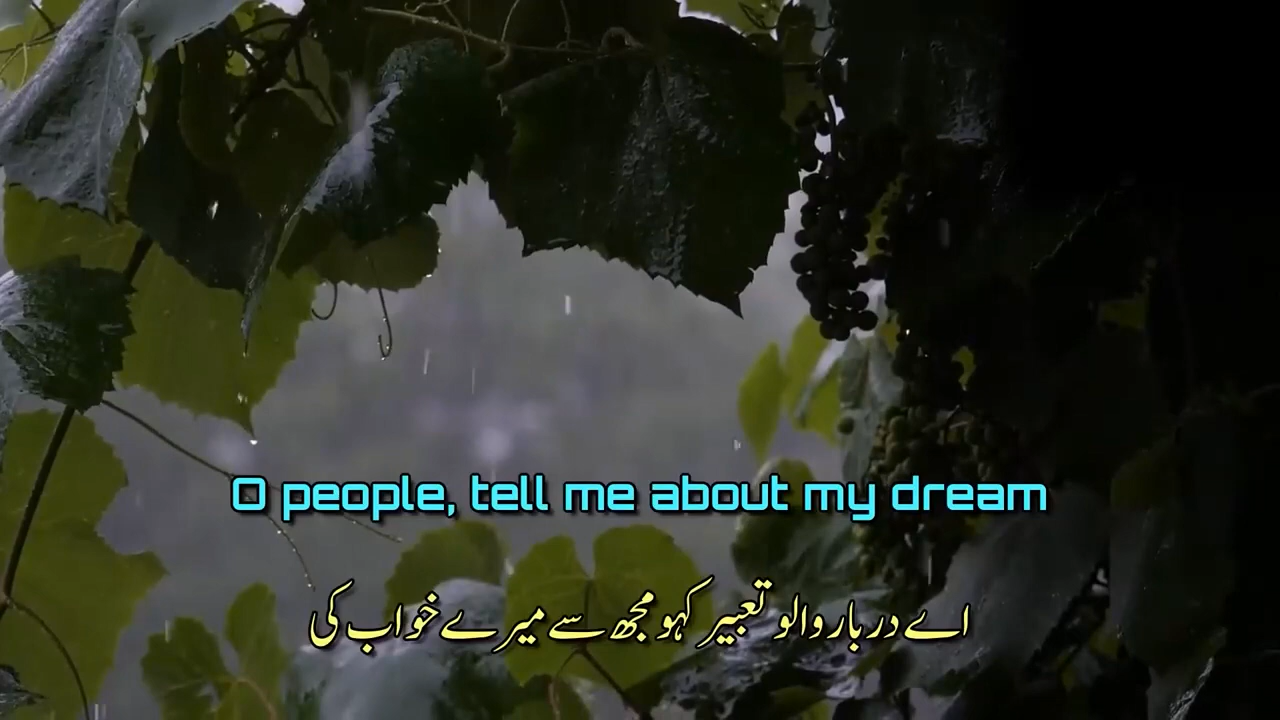 O people, tell me about my dream
اے دربار والو تعبیر کہو مجھ سے میرے خواب کی